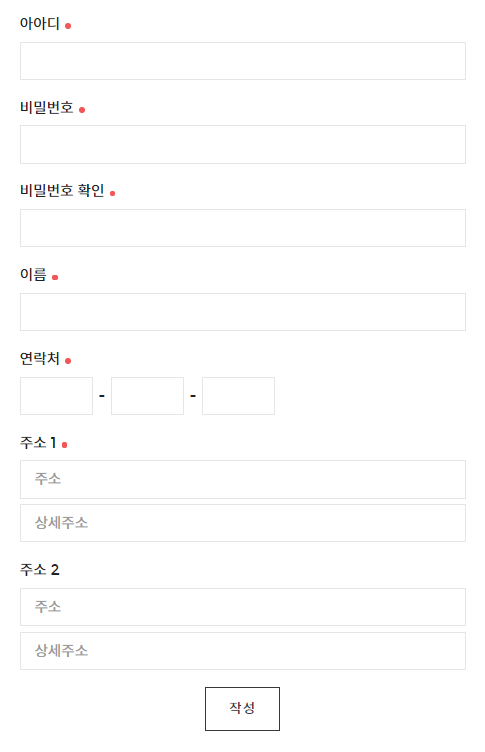 아아디
비밀번호
비밀번호 확인
이름
연락처
- -
주소 1
주소
상세주소
주소 2
주소
상세주소
작성